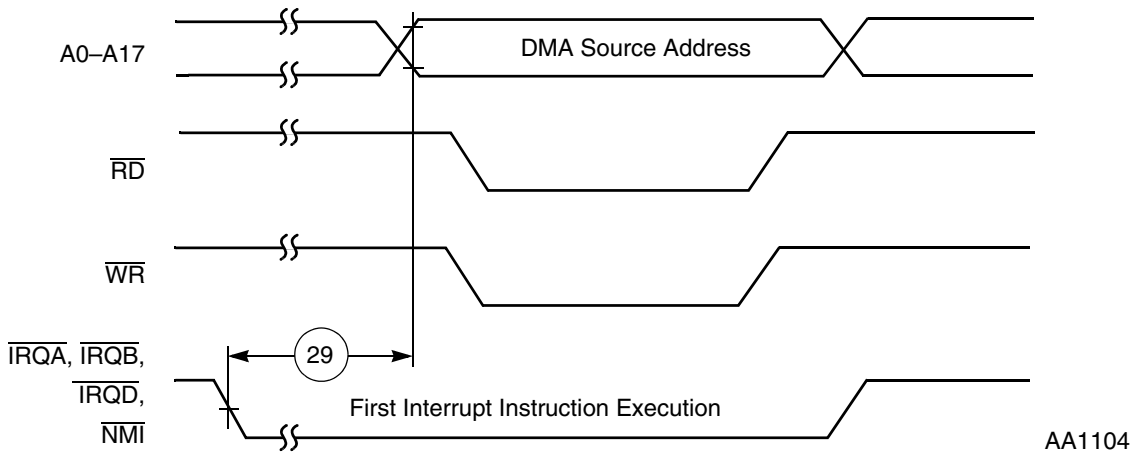 A0–A17
DMA Source Address
RD
WR
IRQA, IRQB,
IRQD,
NMI
29
First Interrupt Instruction Execution
AA1104